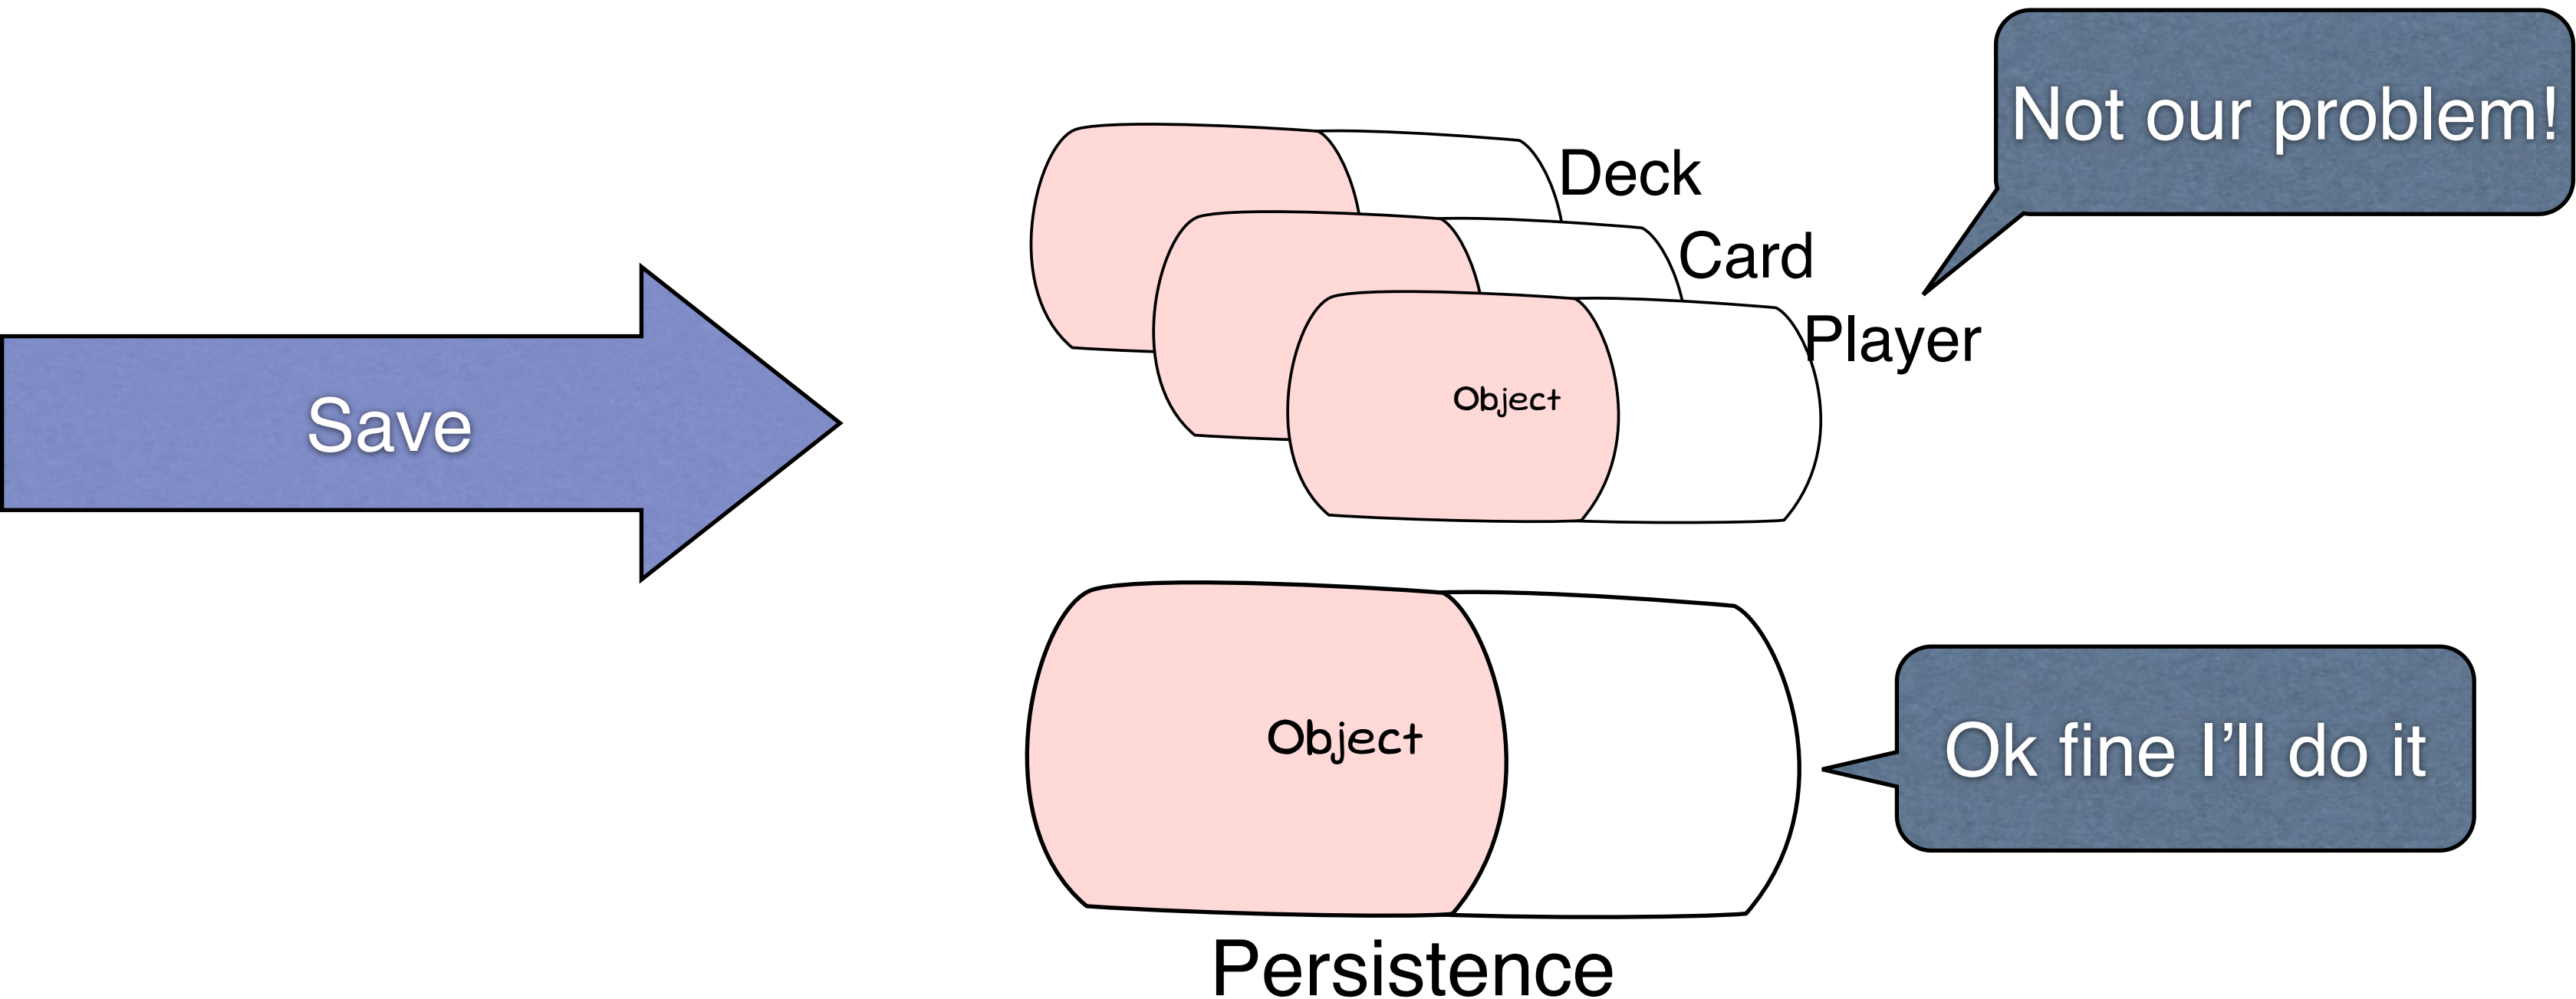 Not our problem!
Deck
Card
Player
Object
Save
Object
Ok fine I’ll do it
Persistence